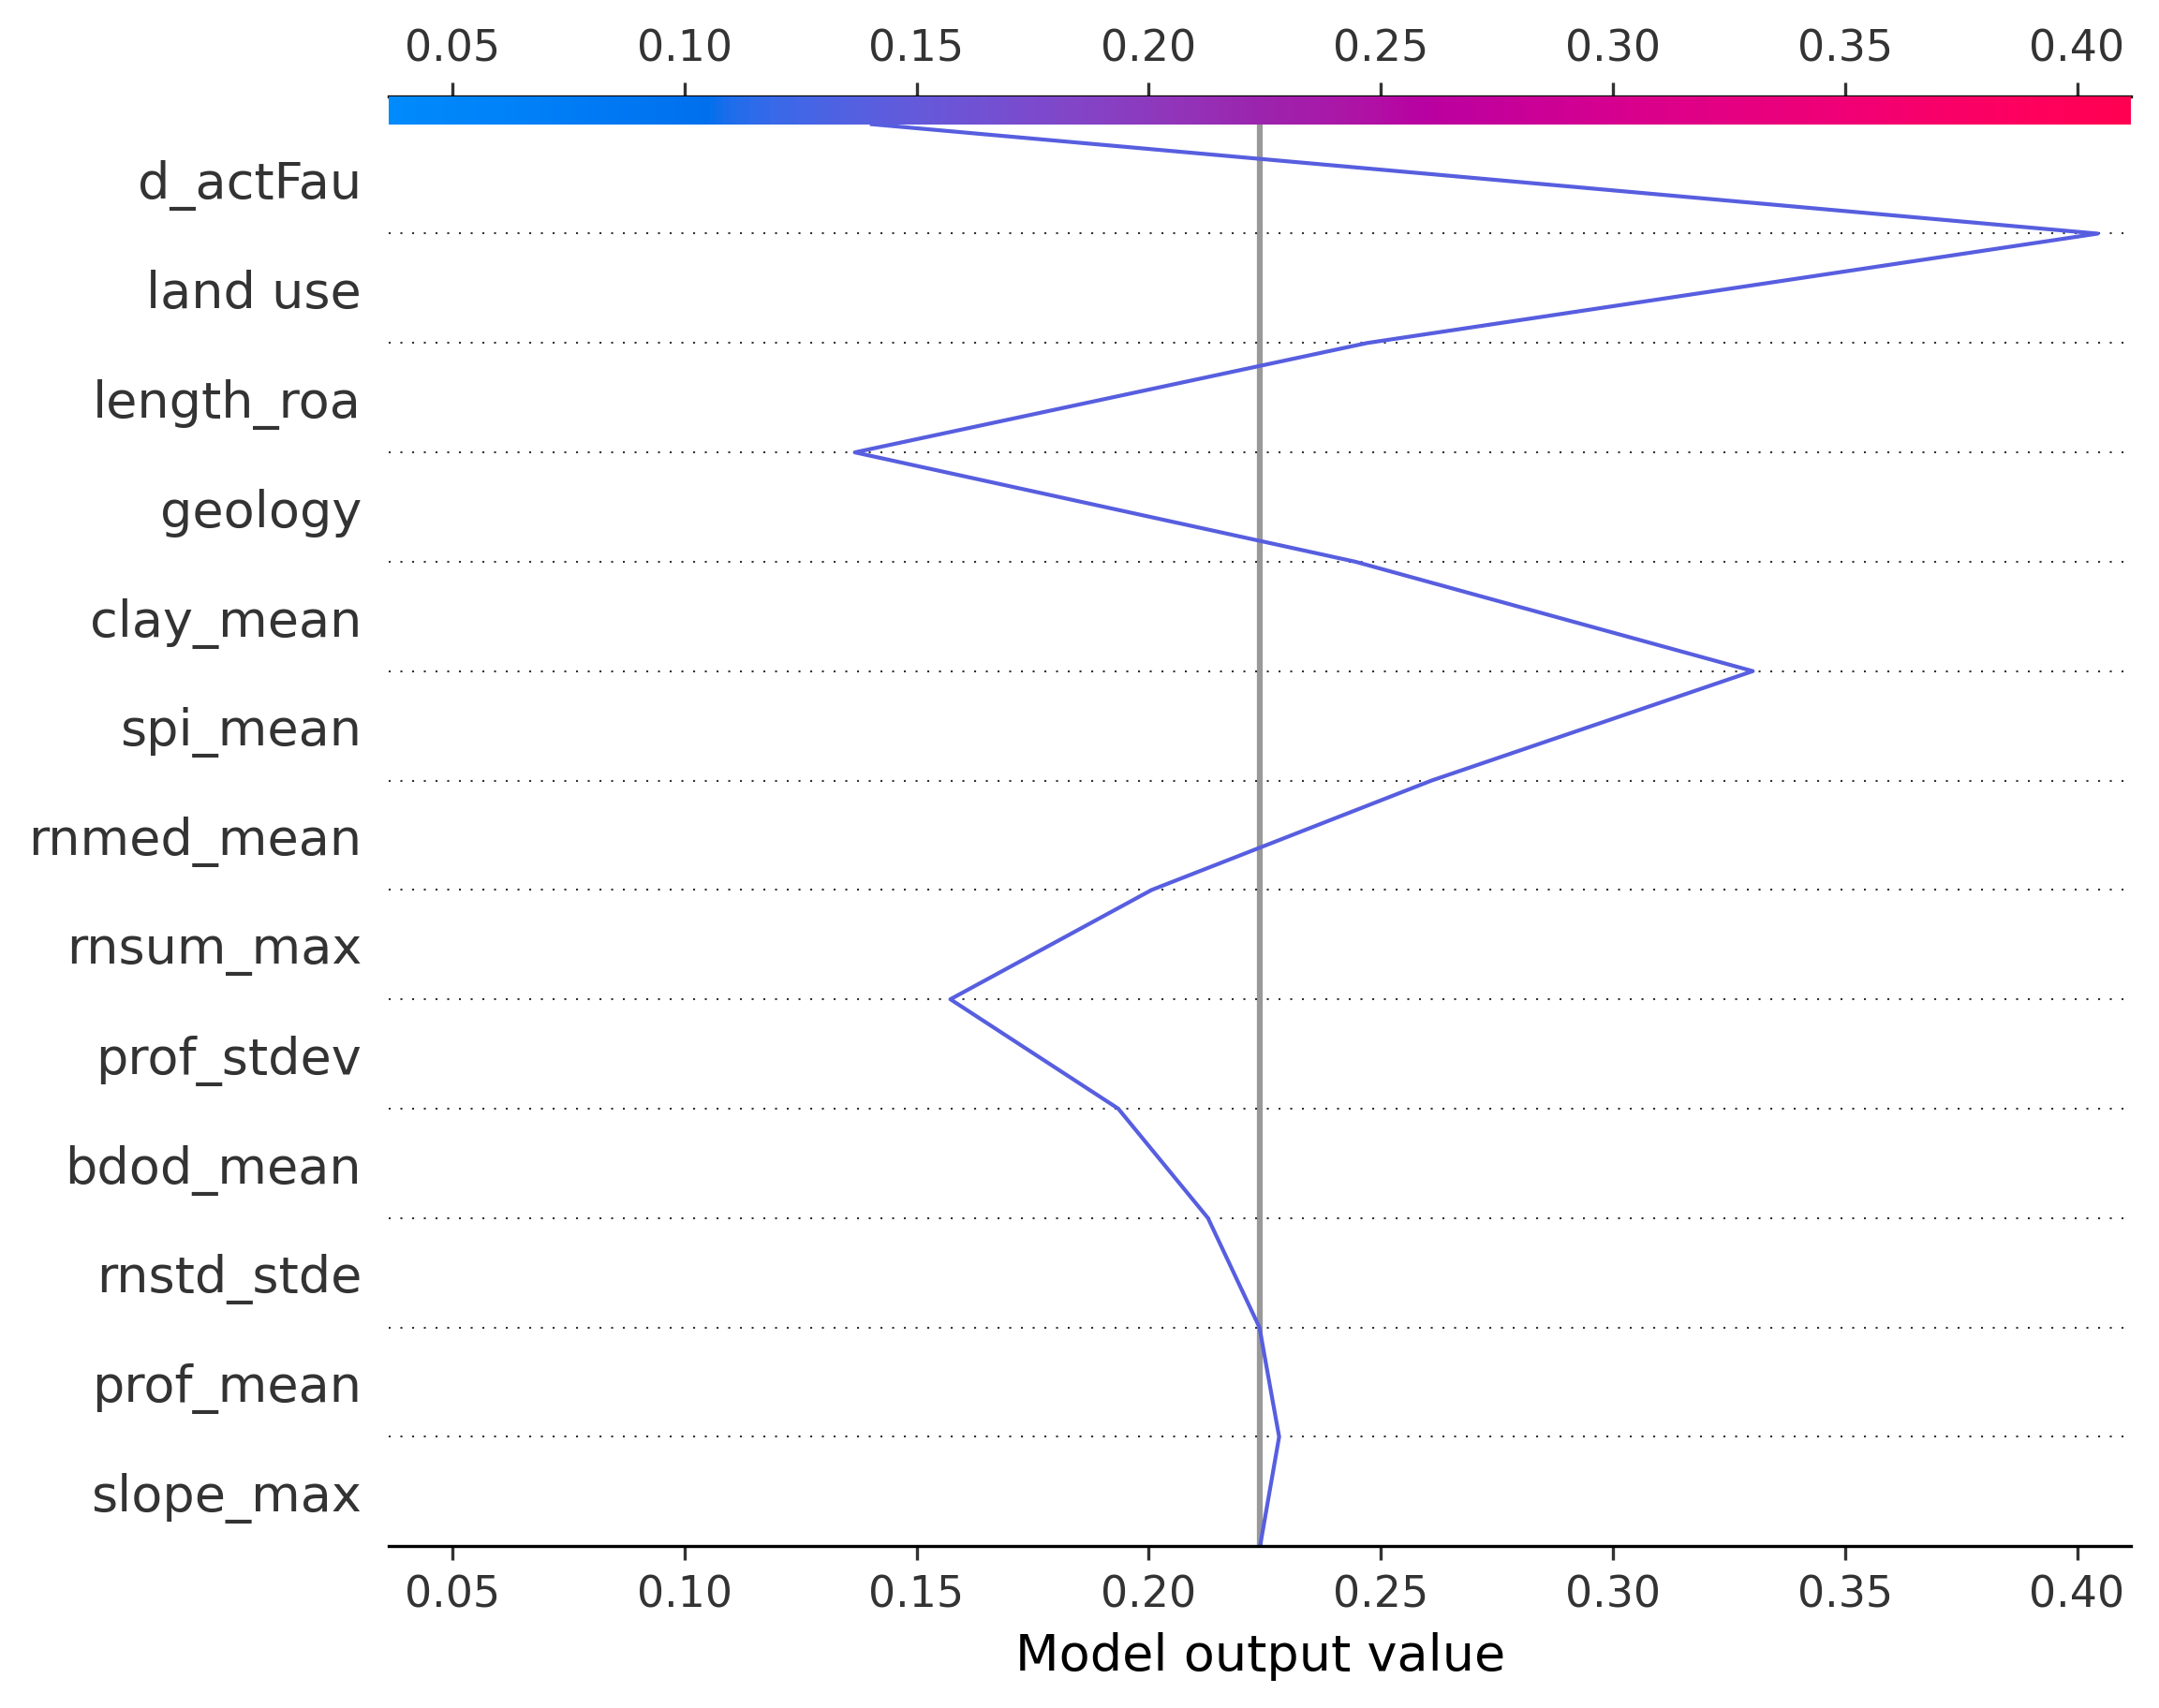 0.05 0.10 0.15 0.20 0.25 0.30 0.35 0.40
d_actFau
land use
length_roa
geology
clay_mean
spi_mean
rnmed_mean
rnsum_max
prof_stdev
bdod_mean
rnstd_stde
prof_mean
slope_max
0.05 0.10 0.15 0.20 0.25 0.30 0.35 0.40
Model output value